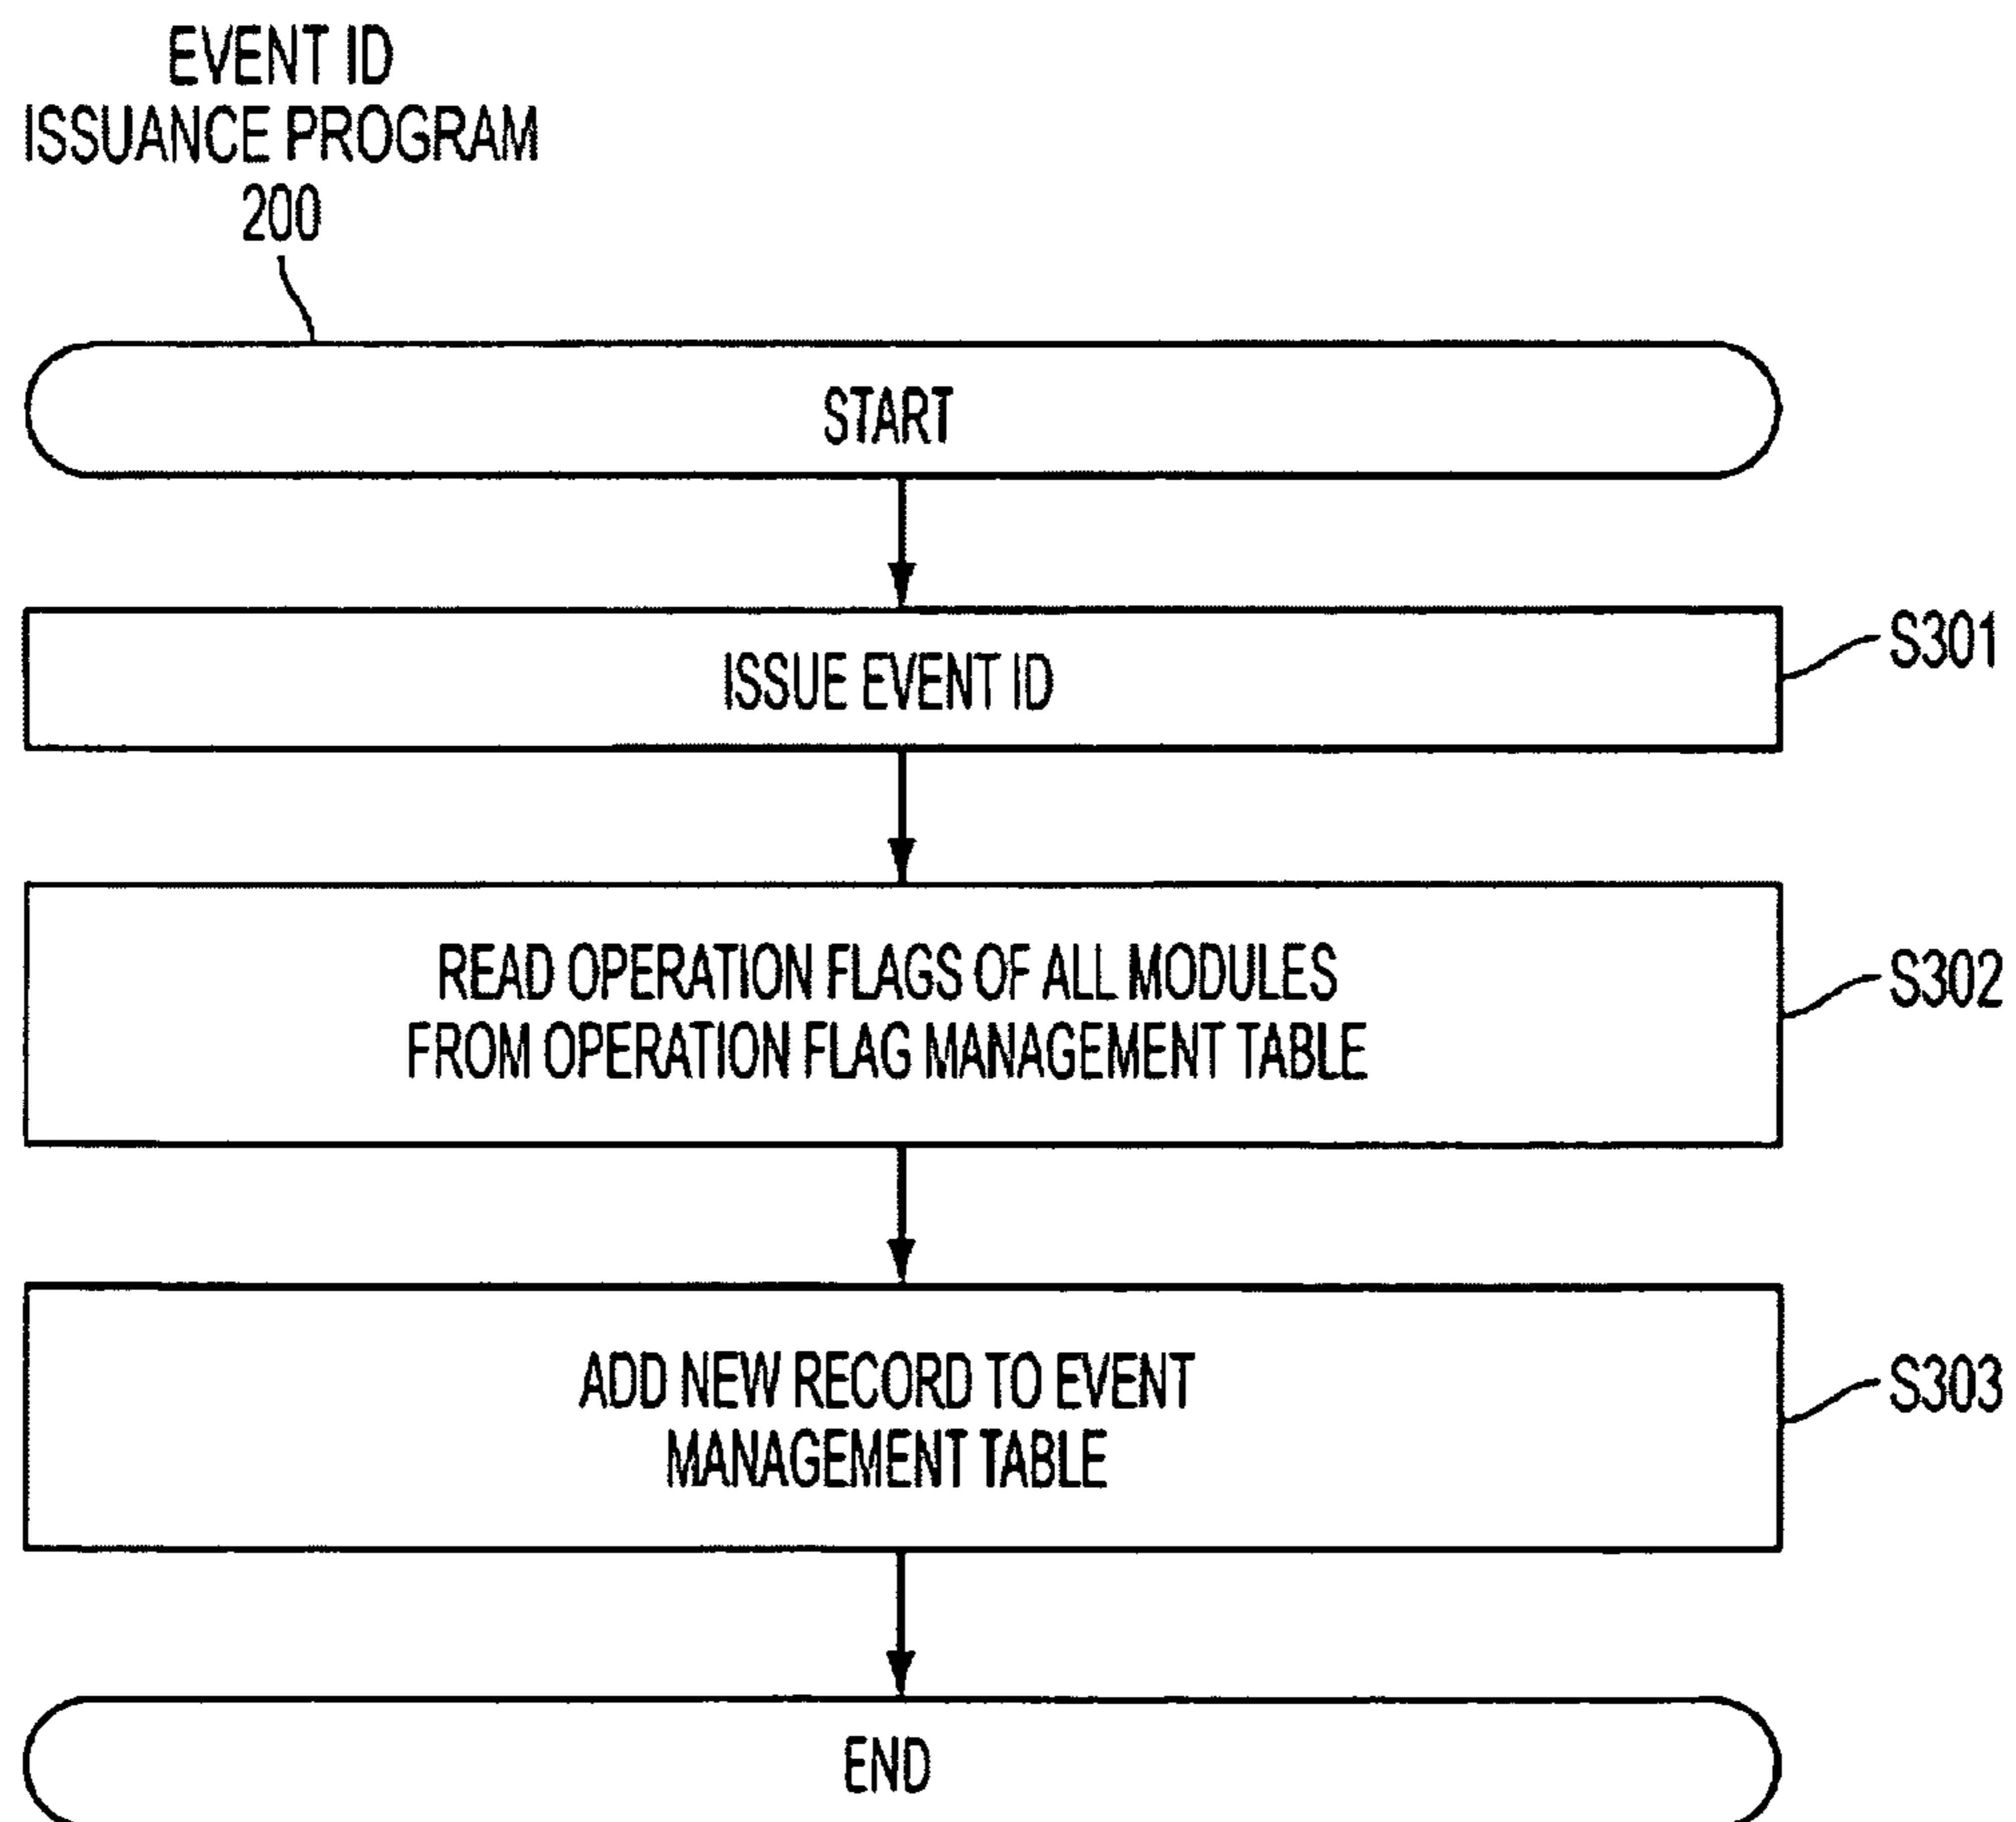 EVENT ID
ISSUANCE PROGRAM
200
START
ISSUE EVENT ID
S301
READ OPERATION FLAGS OF ALL MODULES
FROM OPERATION FLAG MANAGEMENT TABLE
S302
ADD NEW RECORD TO EVENT
MANAGEMENT TABLE
S303
END